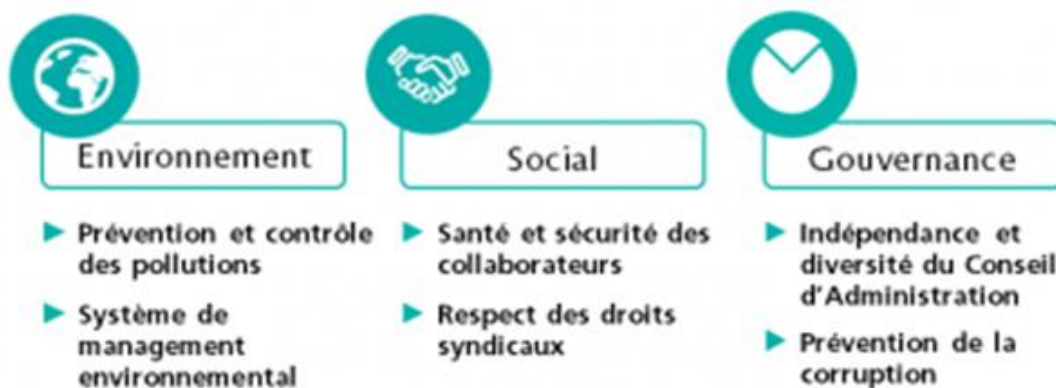 Environnement
Prévention et contrôle
des pollutions
Système de
management
environnemental
Social
Santé et sécurité des
collaborateurs
Respect des droits
syndicaux
Gouvernance
Indépendance et
diversité du Conseil
d'Administration
Prévention de la
corruption